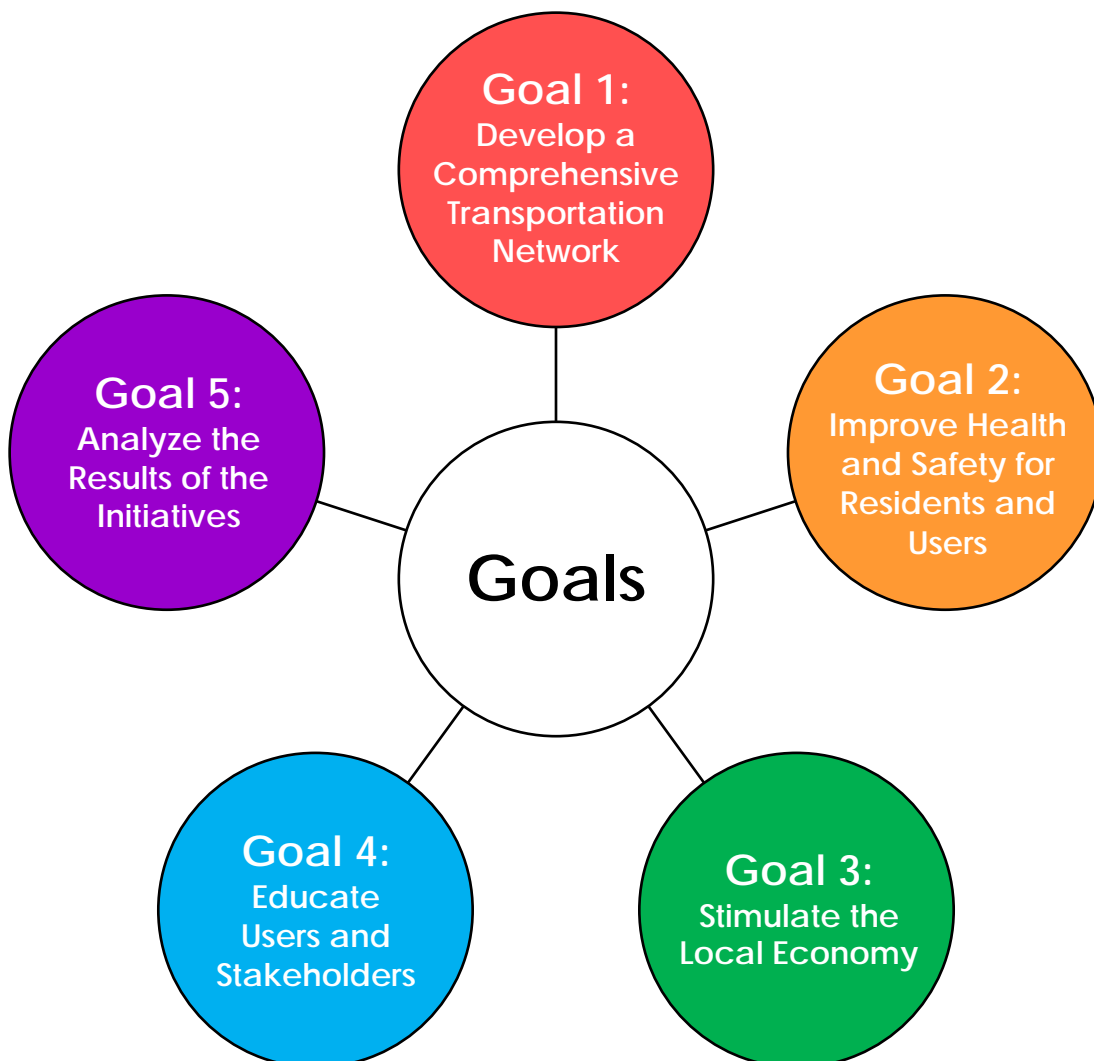 Goal 1:
Develop a
Comprehensive
Transportation
Network
Goal 2:
Improve Health
and Safety for
Residents and
Users
Goal 3:
Stimulate the
Local Economy
Goal 4:
Educate
Users and
Stakeholders
Goal 5:
Analyze the
Results of the
Initiatives
Goals